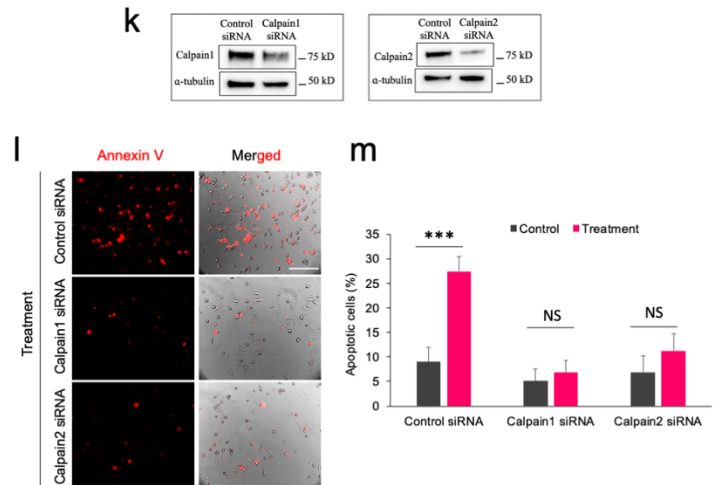 k
Control siRNA
Calpain1 siRNA
Calpain1
75 kD
α-tubulin
50 kD
Control siRNA
Calpain2 siRNA
Calpain2
75 kD
α-tubulin
50 kD
l
Annexin V
Merged
Treatment
Control siRNA
Calpain1 siRNA
Calpain2 siRNA
m
Control
Treatment
Apoptotic cells (%)
35
30
25
20
15
10
5
0
***
NS
NS
Control siRNA
Calpain1 siRNA
Calpain2 siRNA